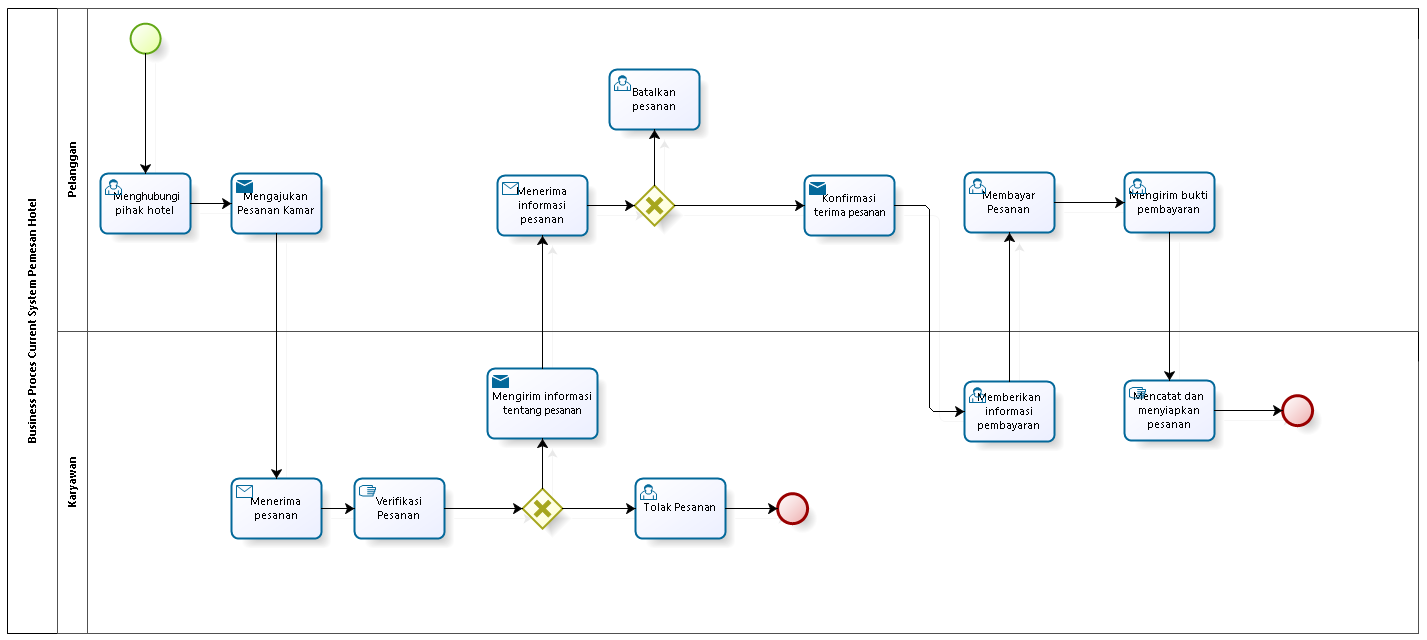 Business Proces Current System Pemesan Hotel
Pelanggan
Menghubungi
pihak hotel
Mengajukan
Pesanan Kamar
Menerima
informasi
pesanan
Batalkan
pesanan
Konfirmasi
terima pesanan
Membayar
Pesanan
Mengirim bukti
pembayaran
Karyawan
Menerima
pesanan
Verifikasi
Pesanan
Mengirim informasi
tentang pesanan
Tolak Pesanan
Memberikan
informasi
pembayaran
Mencatat dan
menyiapkan
pesanan